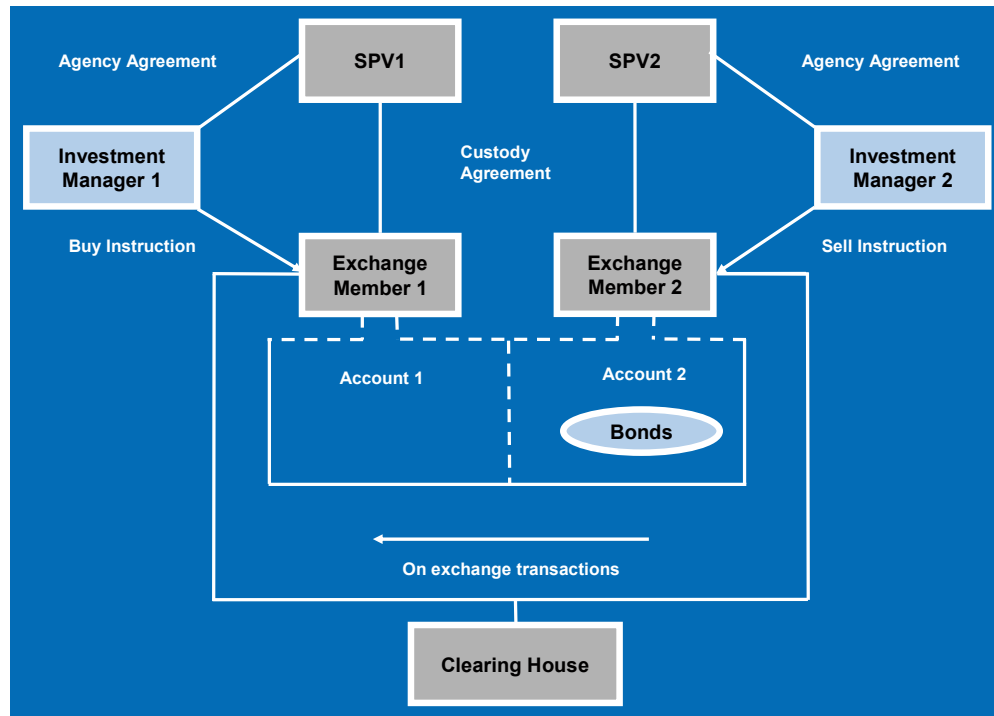 SPV1
SPV2
Agency Agreement
Agency Agreement
Investment
Manager 1
Custody
Agreement
Investment
Manager 2
Buy Instruction
Sell Instruction
Exchange
Member 1
Exchange
Member 2
Account 1
Account 2
Bonds
On exchange transactions
Clearing House